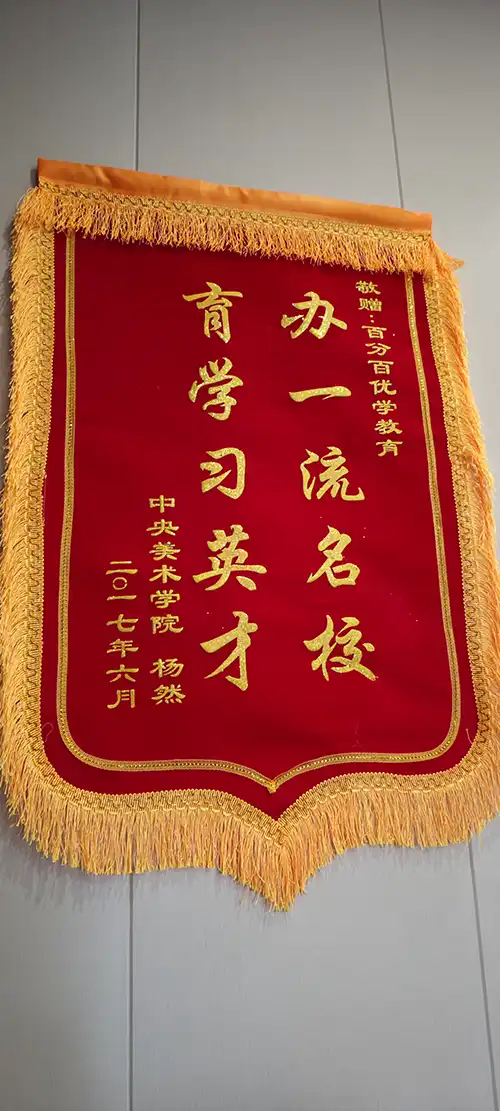 敬赠：百分百优学教育
办一流名校
育学习英才
中央美术学院 杨然
二〇一七年六月